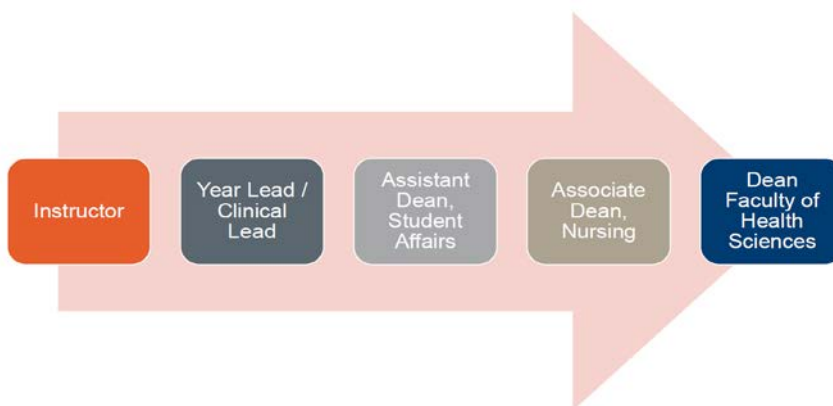 Instructor
Year Lead /
Clinical
Lead
Assistant
Dean,
Student
Affairs
Associate
Dean,
Nursing
Dean
Faculty of
Health
Sciences